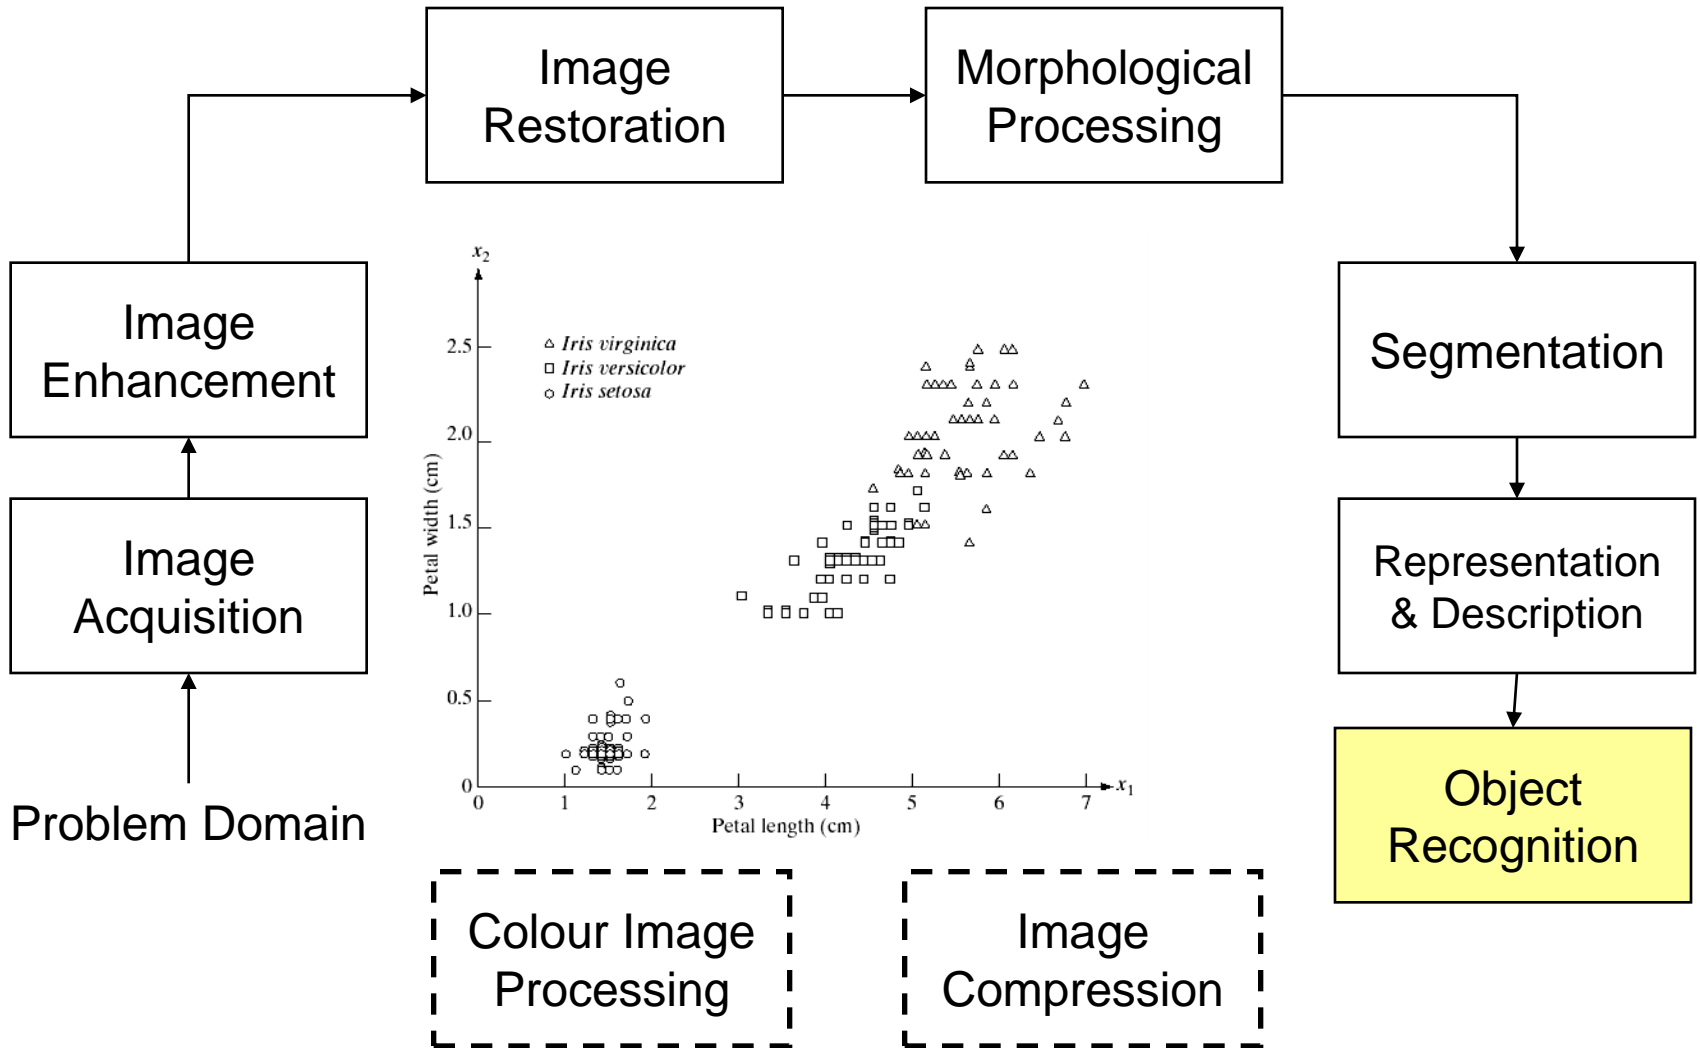 Image
Restoration
Morphological
Processing
Image
Enhancement
Segmentation
Image
Acquisition
Representation
& Description
Problem Domain
Object
Recognition
x2
2.5
2.0
1.5
1.0
0.5
0
Petal width (cm)
Iris virginica
Iris versicolor
Iris setosa
0 1 2 3 4 5 6 7 x1
Petal length (cm)
Colour Image
Processing
Image
Compression